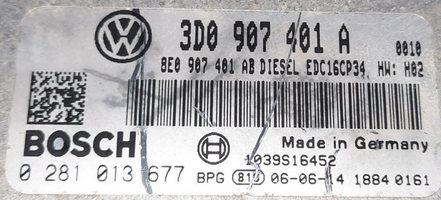 3D0 907 401 A 0010
8E0 907 401 AB DIESEL EDC16CP34 HW: H02
BOSCH
Made in Germany
1039S16452
0 281 013 677 BPG 810 06-06-14 1884 0161